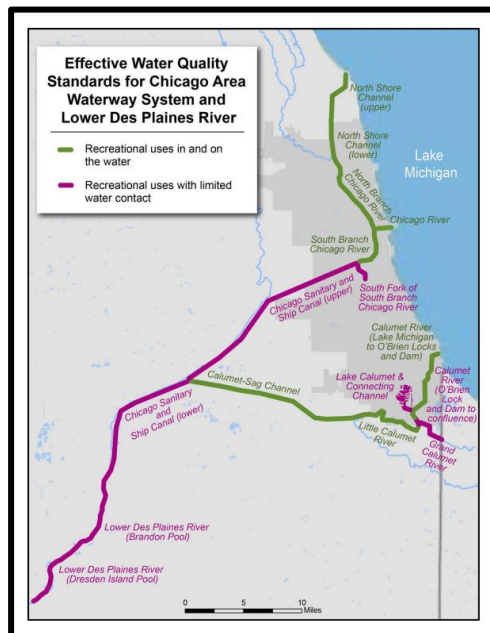 Effective Water Quality
Standards for Chicago Area
Waterway System and
Lower Des Plaines River
Recreational uses in and on
the water
Recreational uses with limited
water contact
North Shore
Channel
(upper)
North Shore
Channel
(lower)
Lake
Michigan
North Branch
Chicago River
Chicago River
South Branch
Chicago River
Chicago Sanitary and
Ship Canal (upper)
South Fork of
South Branch
Chicago River
Calumet River
(Lake Michigan
to O'Brien Locks
and Dam)
Lake Calumet &
Connecting
Channel
Calumet
River
(O'Brien
Lock
and Dam to
confluence)
Calumet-Sag Channel
Chicago Sanitary
and
Ship Canal (lower)
Little Calumet
River
Grand
Calumet
River
Lower Des Plaines River
(Brandon Pool)
Lower Des Plaines River
(Dresden Island Pool)
0 5 10
Miles